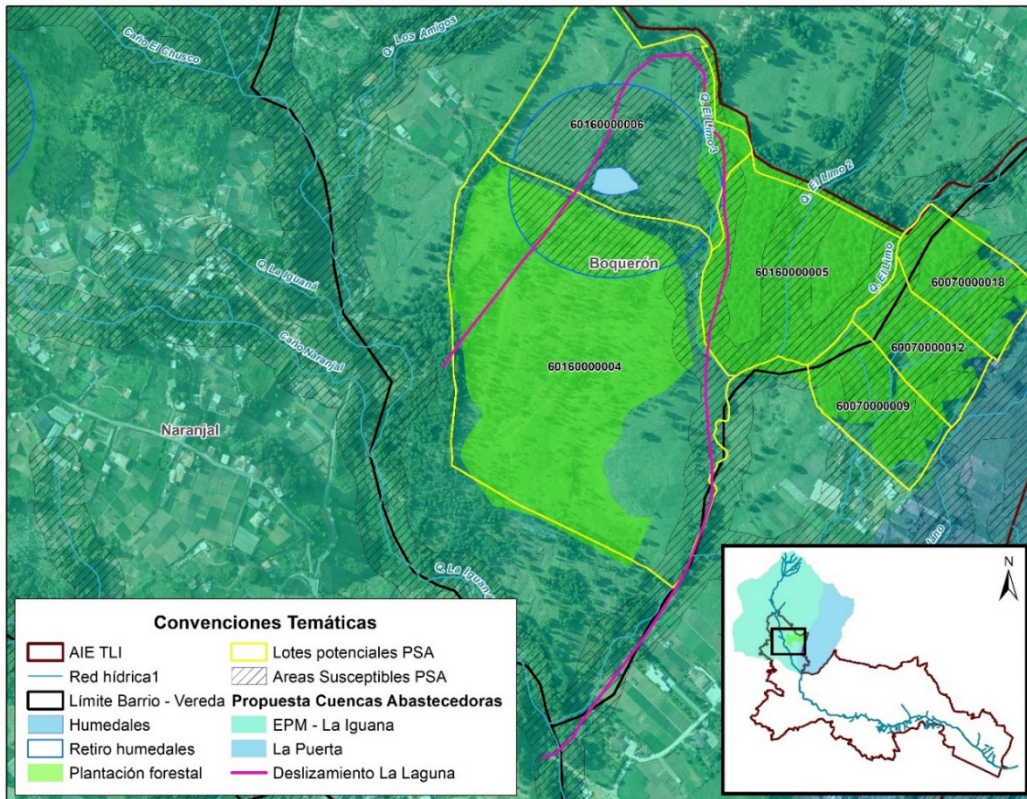 Caño El Chusco
Q. Los Amigos
60160000006
Q. El Limo3
Q. El Limo 2
Boquerón
Q. La Iguaná
60160000005
Q. El Limo
60070000018
Caño Naranjal
60070000012
60160000004
60070000009
Naranjal
Limo
Q. La Iguaná
N
Convenciones Temáticas
AIE TLI
Lotes potenciales PSA
Red hídrica1
Areas Susceptibles PSA
Límite Barrio - Vereda
Propuesta Cuencas Abastecedoras
Humedales
EPM - La Iguana
Retiro humedales
La Puerta
Plantación forestal
Deslizamiento La Laguna